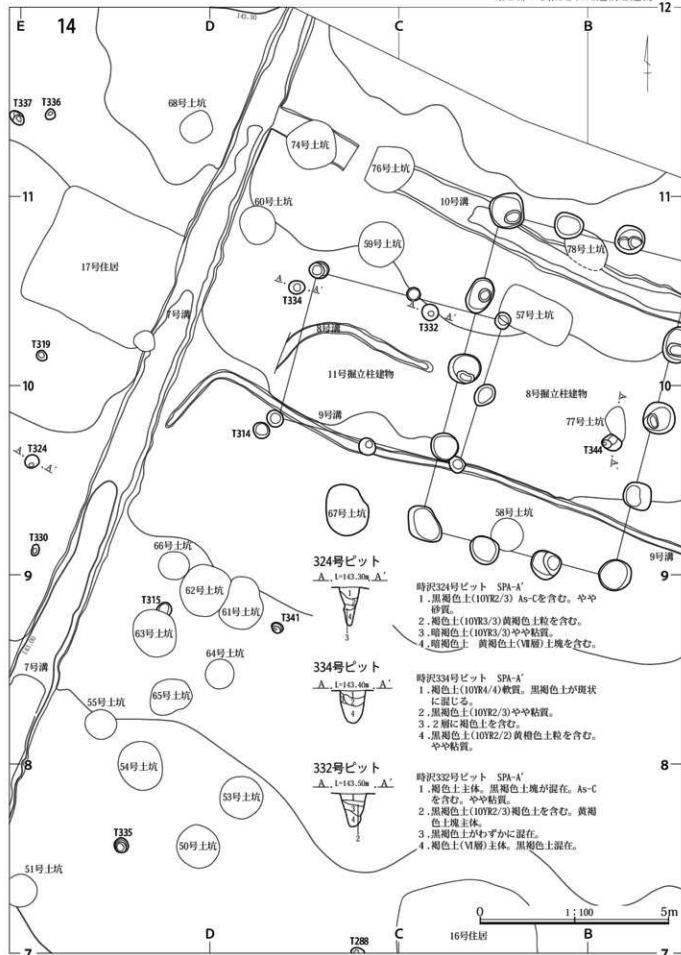 E
14
D
C
B
12
143.50
T337
T336
68号土坑
74号土坑
76号土坑
11
11
10号溝
60号土坑
59号土坑
78号土坑
17号住居
T334
A
A'
T332
A
A'
57号土坑
7号溝
8号溝
T319
10
11号掘立柱建物
8号掘立柱建物
10
9号溝
77号土坑
A
T314
T344
A'
T324
A
A'
67号土坑
58号土坑
9号溝
T330
9
66号土坑
324号ピット
9
A
L=143.30m
A'
1
4
3
時沢324号ピット SPA-A'
1.黒褐色土(10YR2/3) As-Cを含む。やや
砂質。
2.褐色土(10YR3/3)黄褐色土粒を含む。
3.暗褐色土(10YR3/3)やや粘質。
4.暗褐色土 黄褐色土(Ⅶ層)土塊を含む。
62号土坑
T315
61号土坑
63号土坑
T341
143.00
64号土坑
7号溝
65号土坑
55号土坑
334号ピット
A
L=143.40m
A'
4
時沢334号ピット SPA-A'
1.褐色土(10YR4/4)軟質。黒褐色土が斑状
に混じる。
2.黒褐色土(10YR2/3)やや粘質。
3.2層に褐色土を含む。
4.黒褐色土(10YR2/2)黄橙色土粒を含む。
やや粘質。
8
8
54号土坑
53号土坑
332号ピット
A
L=143.50m
A'
3
4
2
時沢332号ピット SPA-A'
1.褐色土主体。黒褐色土塊が混在。As-C
を含む。やや粘質。
2.黒褐色土(10YR2/3)褐色土を含む。黄褐
色土塊主体。
3.黒褐色土がわずかに混在。
4.褐色土(Ⅵ層)主体。黒褐色土混在。
T335
50号土坑
51号土坑
0
1:100
5m
16号住居
7
D
T288
C
B
7